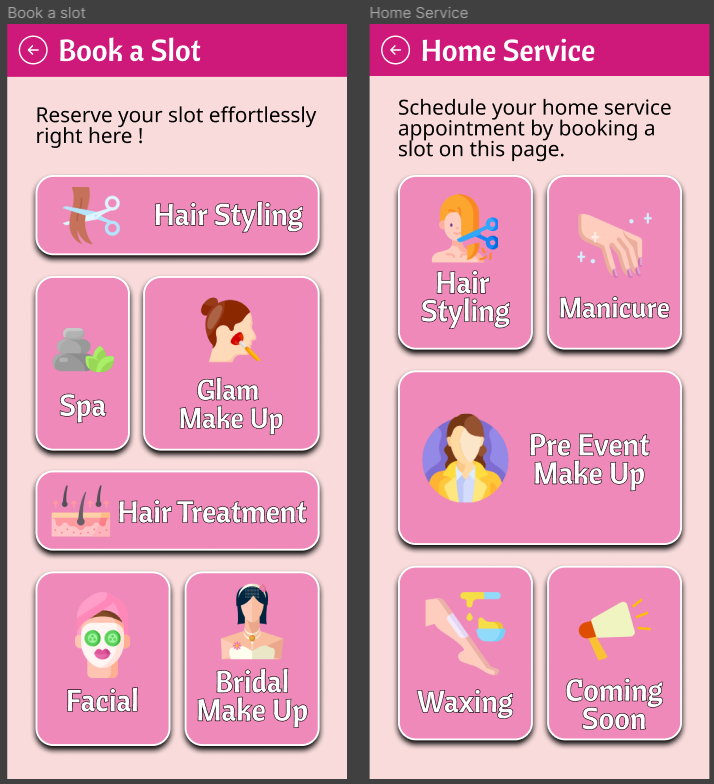 Book a slot
Book a Slot
Reserve your slot effortlessly
right here !
Hair Styling
Spa
Glam
Make Up
Hair Treatment
Facial
Bridal
Make Up
Home Service
Home Service
Schedule your home service
appointment by booking a
slot on this page.
Hair
Styling
Manicure
Pre Event
Make Up
Waxing
Coming
Soon